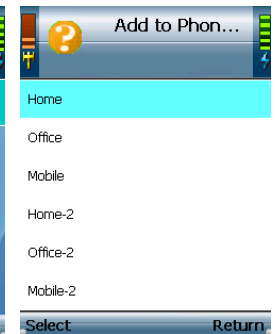 Add to Phon...
Home
Office
Mobile
Home-2
Office-2
Mobile-2
Select Return